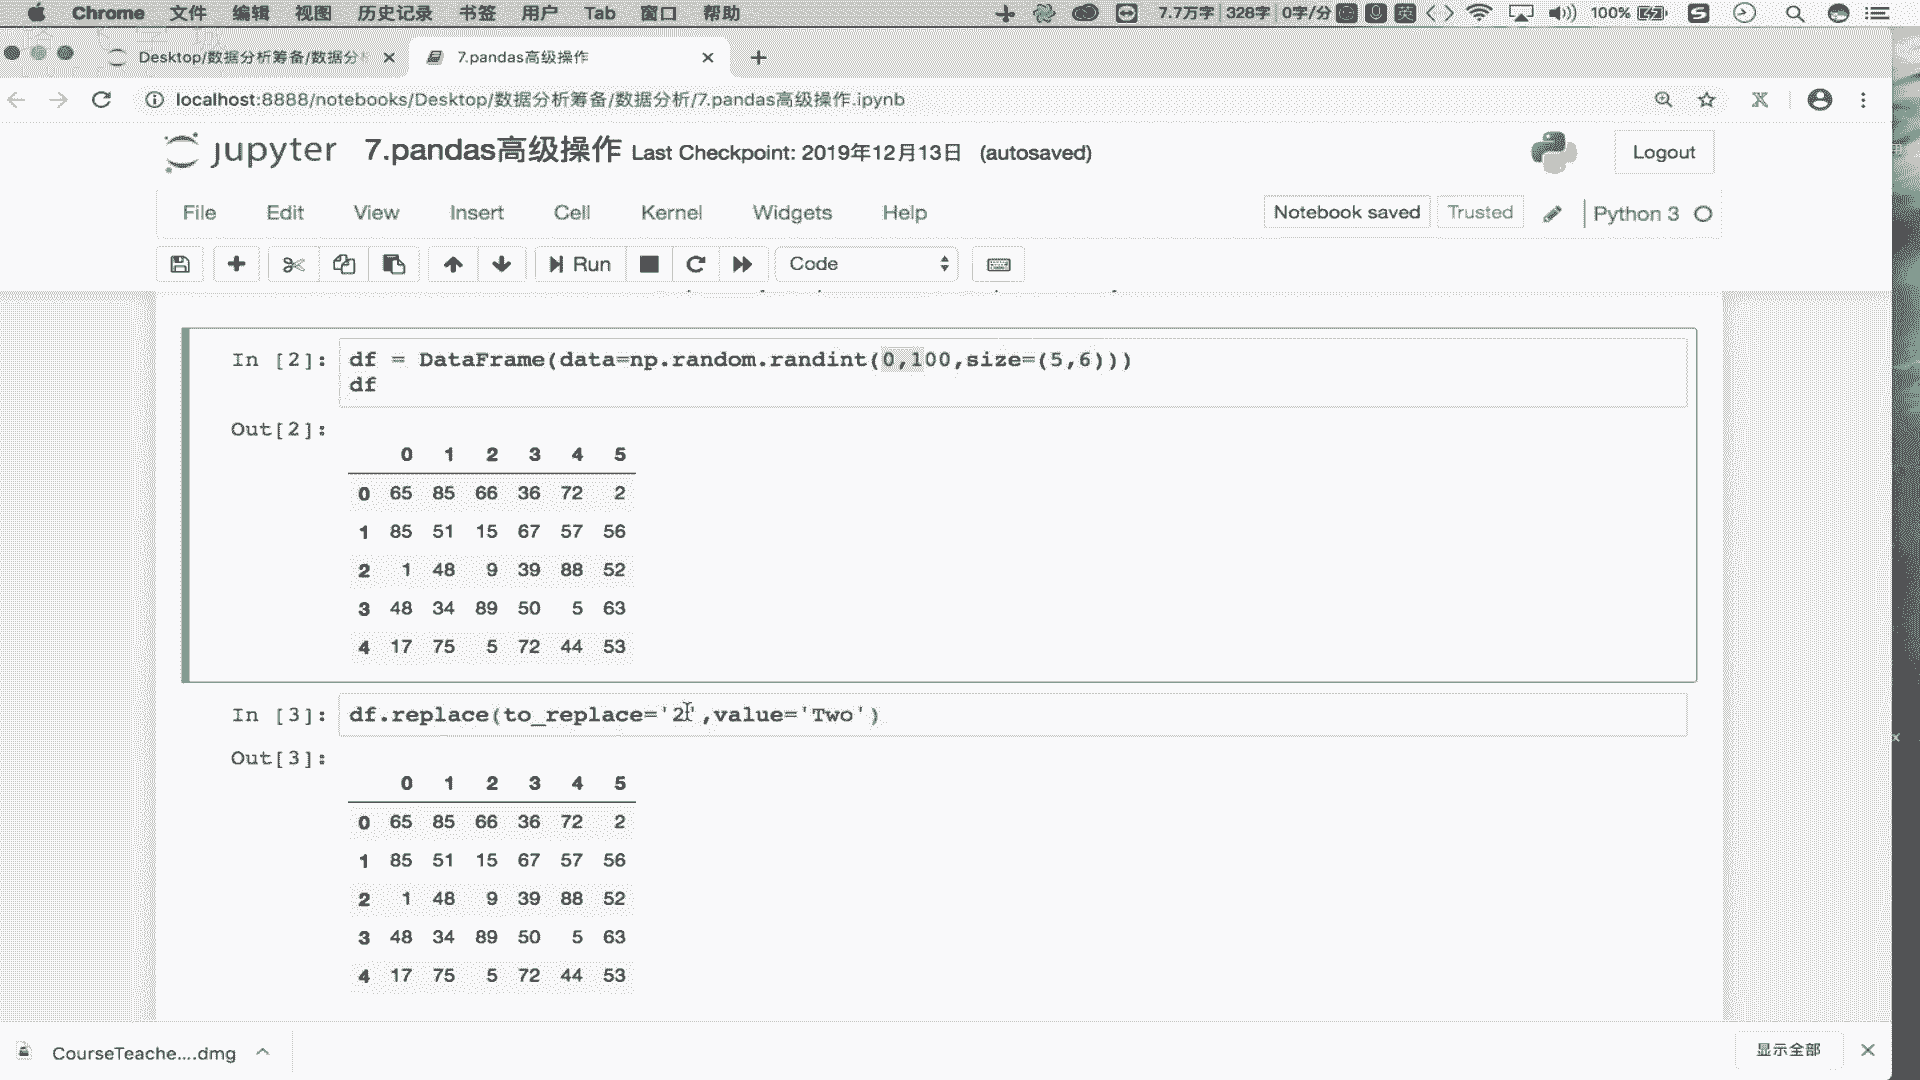 Chrome 文件 编辑 视图 历史记录 书签 用户 Tab 窗口 帮助 7.7万字 328字 0字/分 英 100%
Desktop/数据分析筹备/数据分
7.pandas高级操作
localhost:8888/notebooks/Desktop/数据分析筹备/数据分析/7.pandas高级操作.ipynb
jupyter 7.pandas高级操作 Last Checkpoint: 2019年12月13日 (autosaved)
Logout
File Edit View Insert Cell Kernel Widgets Help
Notebook saved Trusted Python 3
Run Code
In [2]: df = DataFrame(data=np.random.randint(0,100,size=(5,6)))
df
Out[2]:
0 1 2 3 4 5
0 65 85 66 36 72 2
1 85 51 15 67 57 56
2 1 48 9 39 88 52
3 48 34 89 50 5 63
4 17 75 5 72 44 53
In [3]: df.replace(to_replace='2',value='Two')
Out[3]:
0 1 2 3 4 5
0 65 85 66 36 72 2
1 85 51 15 67 57 56
2 1 48 9 39 88 52
3 48 34 89 50 5 63
4 17 75 5 72 44 53
CourseTeache....dmg
显示全部